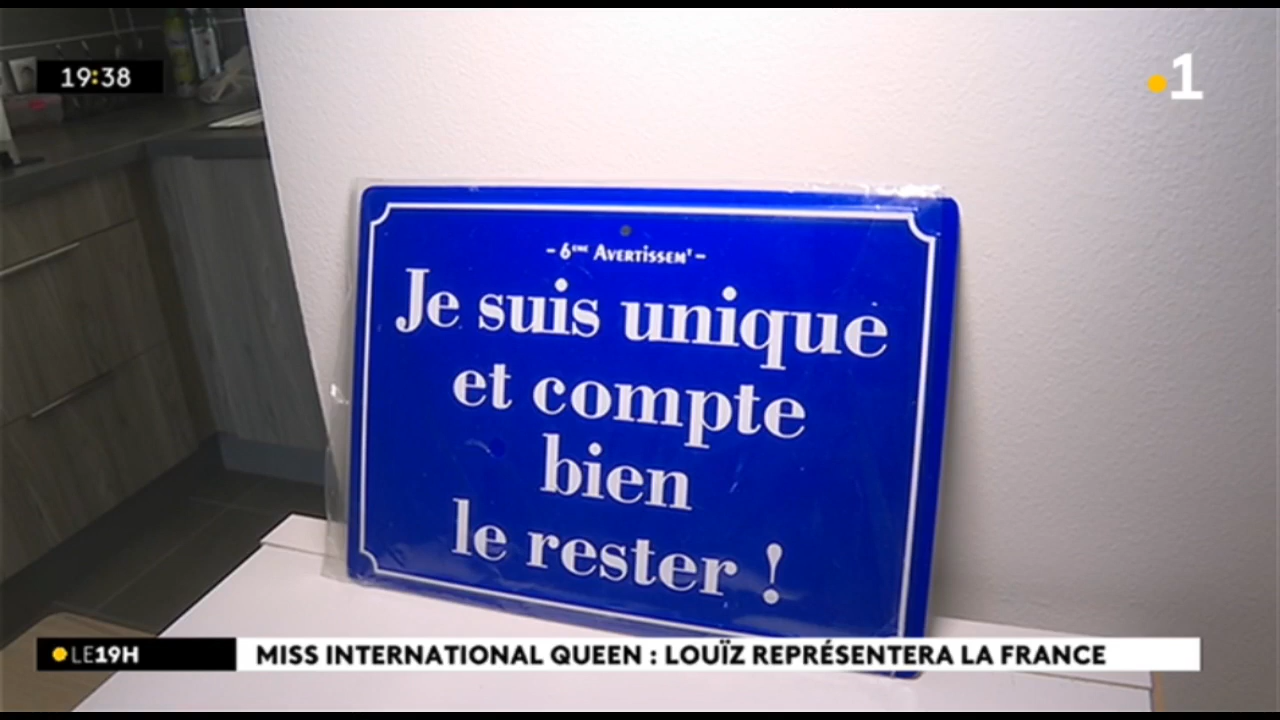 19:38
1
- 6ème Avertissemt -
Je suis unique
et compte
bien
le rester !
LE19H
MISS INTERNATIONAL QUEEN : LOUÏZ REPRÉSENTERA LA FRANCE